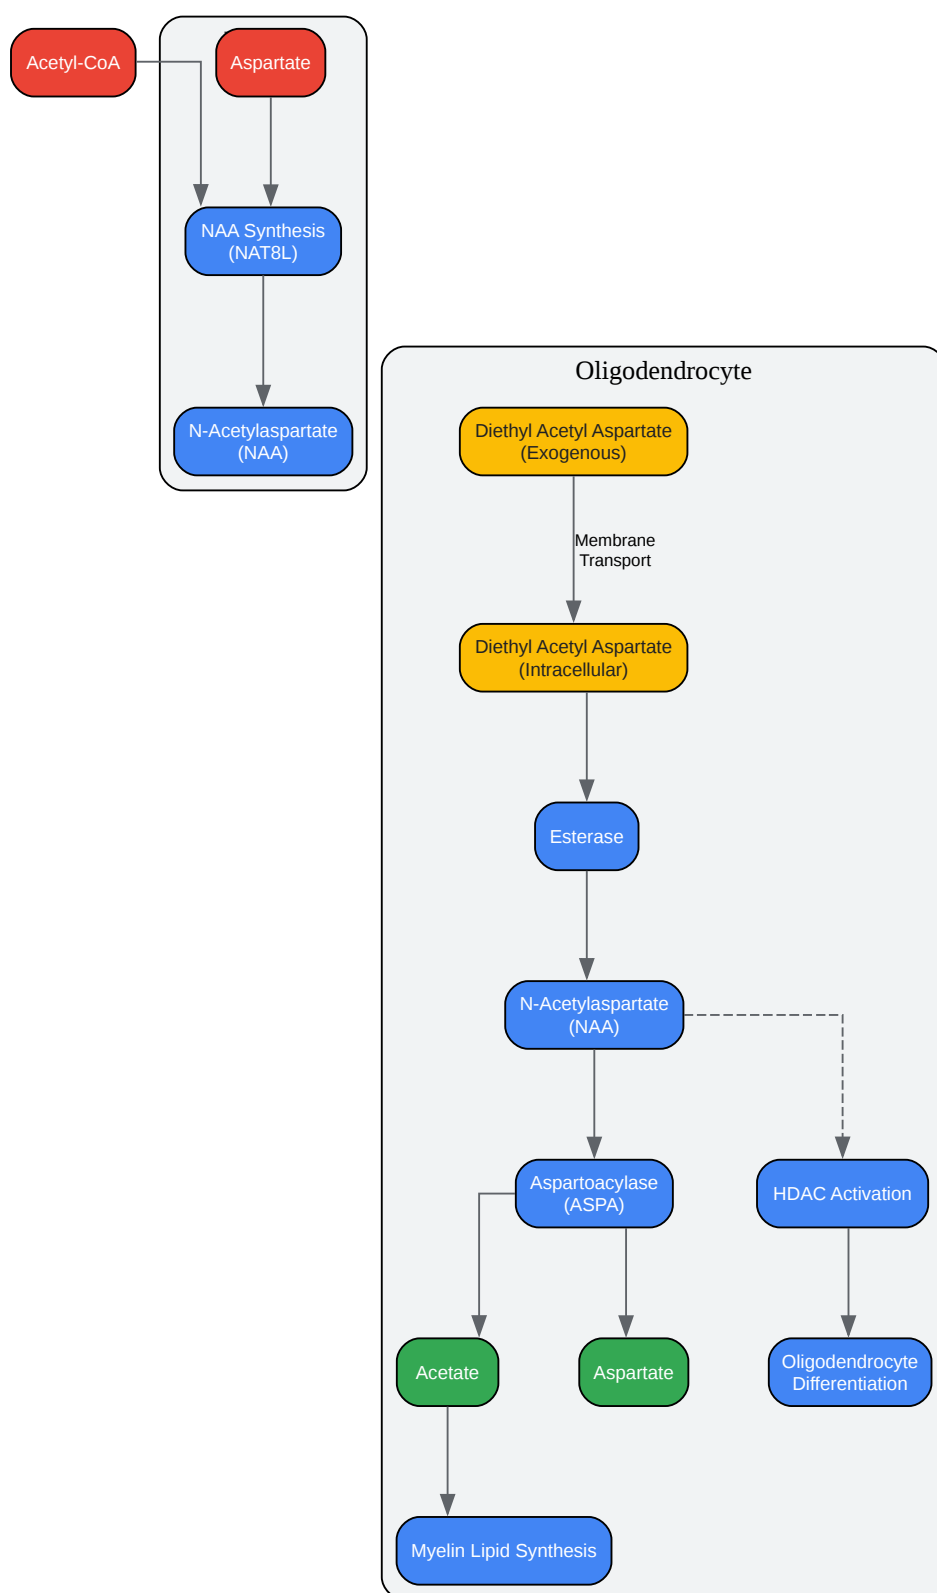 Acetyl-CoA
Aspartate
NAA Synthesis
(NAT8L)
N-Acetylaspartate
(NAA)
Oligodendrocyte
Diethyl Acetyl Aspartate
(Exogenous)
Membrane
Transport
Diethyl Acetyl Aspartate
(Intracellular)
Esterase
N-Acetylaspartate
(NAA)
Aspartoacylase
(ASPA)
HDAC Activation
Acetate
Aspartate
Oligodendrocyte
Differentiation
Myelin Lipid Synthesis